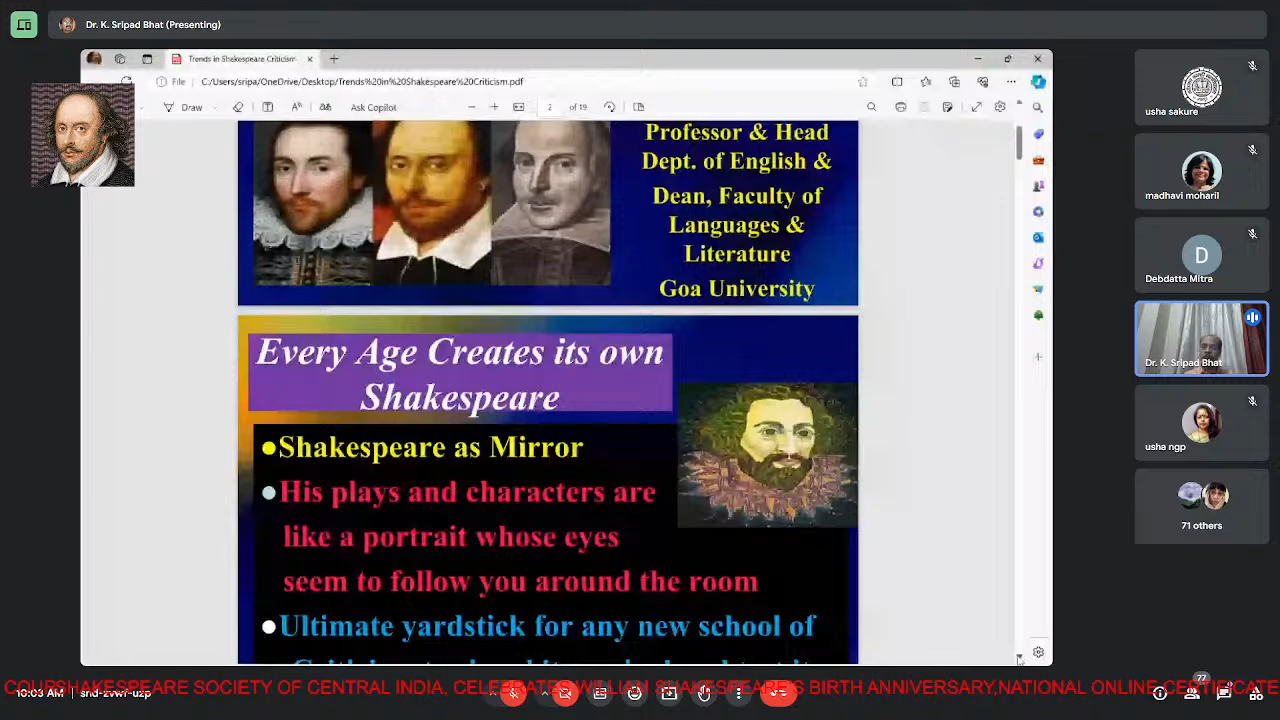 Dr. K. Sripad Bhat (Presenting)
Trends in Shakespeare Criticism
File
C:/Users/sripa/OneDrive/Desktop/Trends%20in%20Shakespeare%20Criticism.pdf
Draw
Ask Copilot
2
of 19
Professor & Head
Dept. of English &
Dean, Faculty of
Languages &
Literature
Goa University
Every Age Creates its own
Shakespeare
Shakespeare as Mirror
His plays and characters are
like a portrait whose eyes
seem to follow you around the room
Ultimate yardstick for any new school of
usha sakure
madhavi moharil
D
Debdatta Mitra
Dr. K. Sripad Bhat
usha ngp
71 others
77
10:03 AM
SHAKESPEARE SOCIETY OF CENTRAL INDIA, CELEBRATES WILLIAM SHAKESPEARE'S BIRTH ANNIVERSARY,NATIONAL ONLINE CERTIFICATE